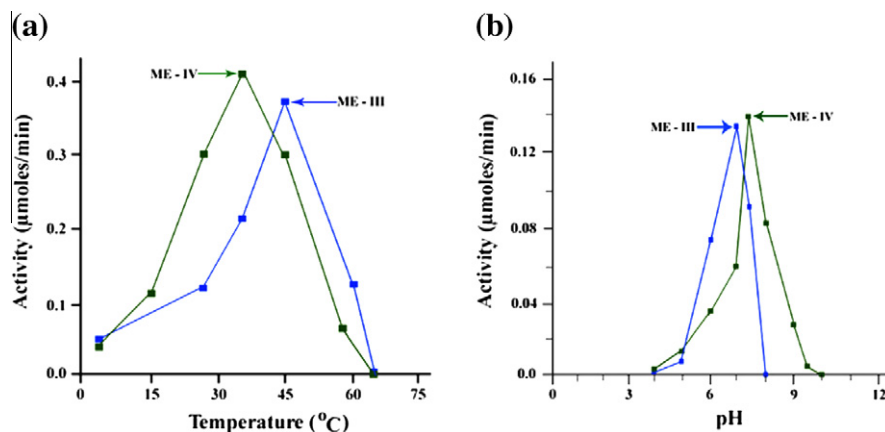 (a)
ME - IV
ME - III
0.4
0.3
0.2
0.1
0.0
0
15
30
45
60
75
Activity (µmoles/min)
Temperature (°C)
(b)
ME - III
ME - IV
0.16
0.12
0.08
0.04
0.0
0
3
6
9
12
Activity (µmoles/min)
pH